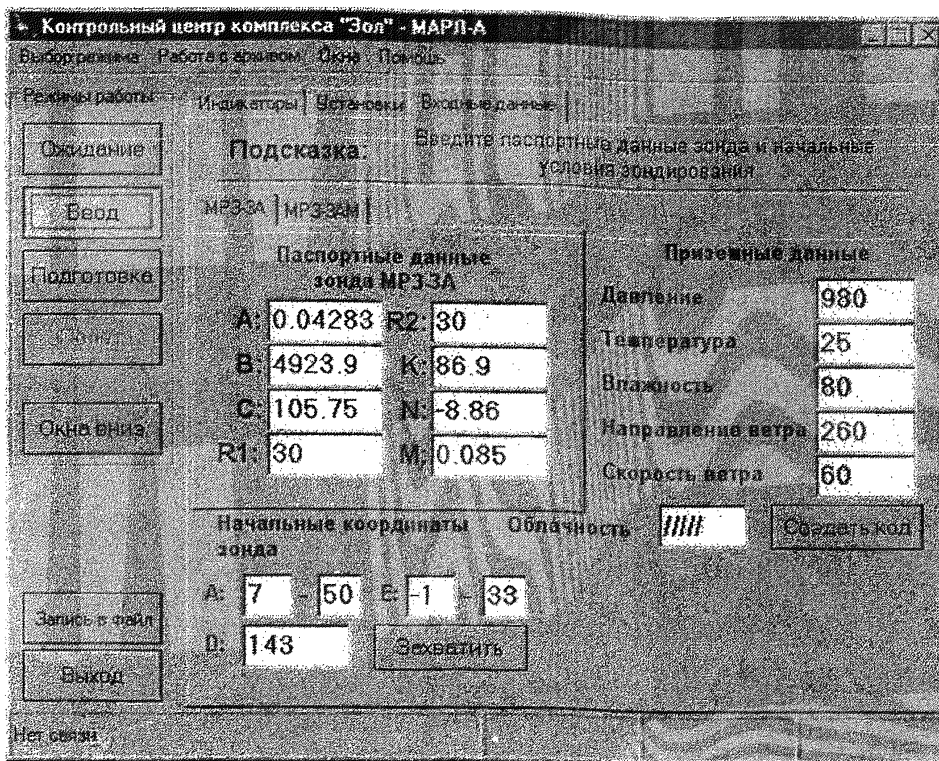 Контрольный центр комплекса "Зол" - МАРЛ-А
Выбор режима Работа с архивом Окна Помощь
Режимы работы
Индикаторы Установки Входные данные
Ожидание
Подсказка: Введите паспортные данные зонда и начальные
условия зондирования
Ввод
МРЗ-3А МРЗ-3АМ
Подготовка
Паспортные данные
зонда МРЗ-3А
Приземные данные
A: 0.04283 R2: 30
Давление 980
B: 4923.9 K: 86.9
Температура 25
C: 105.75 N: -8.86
Влажность 80
Окна вниз
R1: 30 M: 0.085
Направление ветра 260
Скорость ветра 60
Начальные координаты
зонда
Облачность ///// Создать код
A: 7 - 50 E: -1 - 33
Запись в файл
D: 143 Захватить
Выход
Нет связи